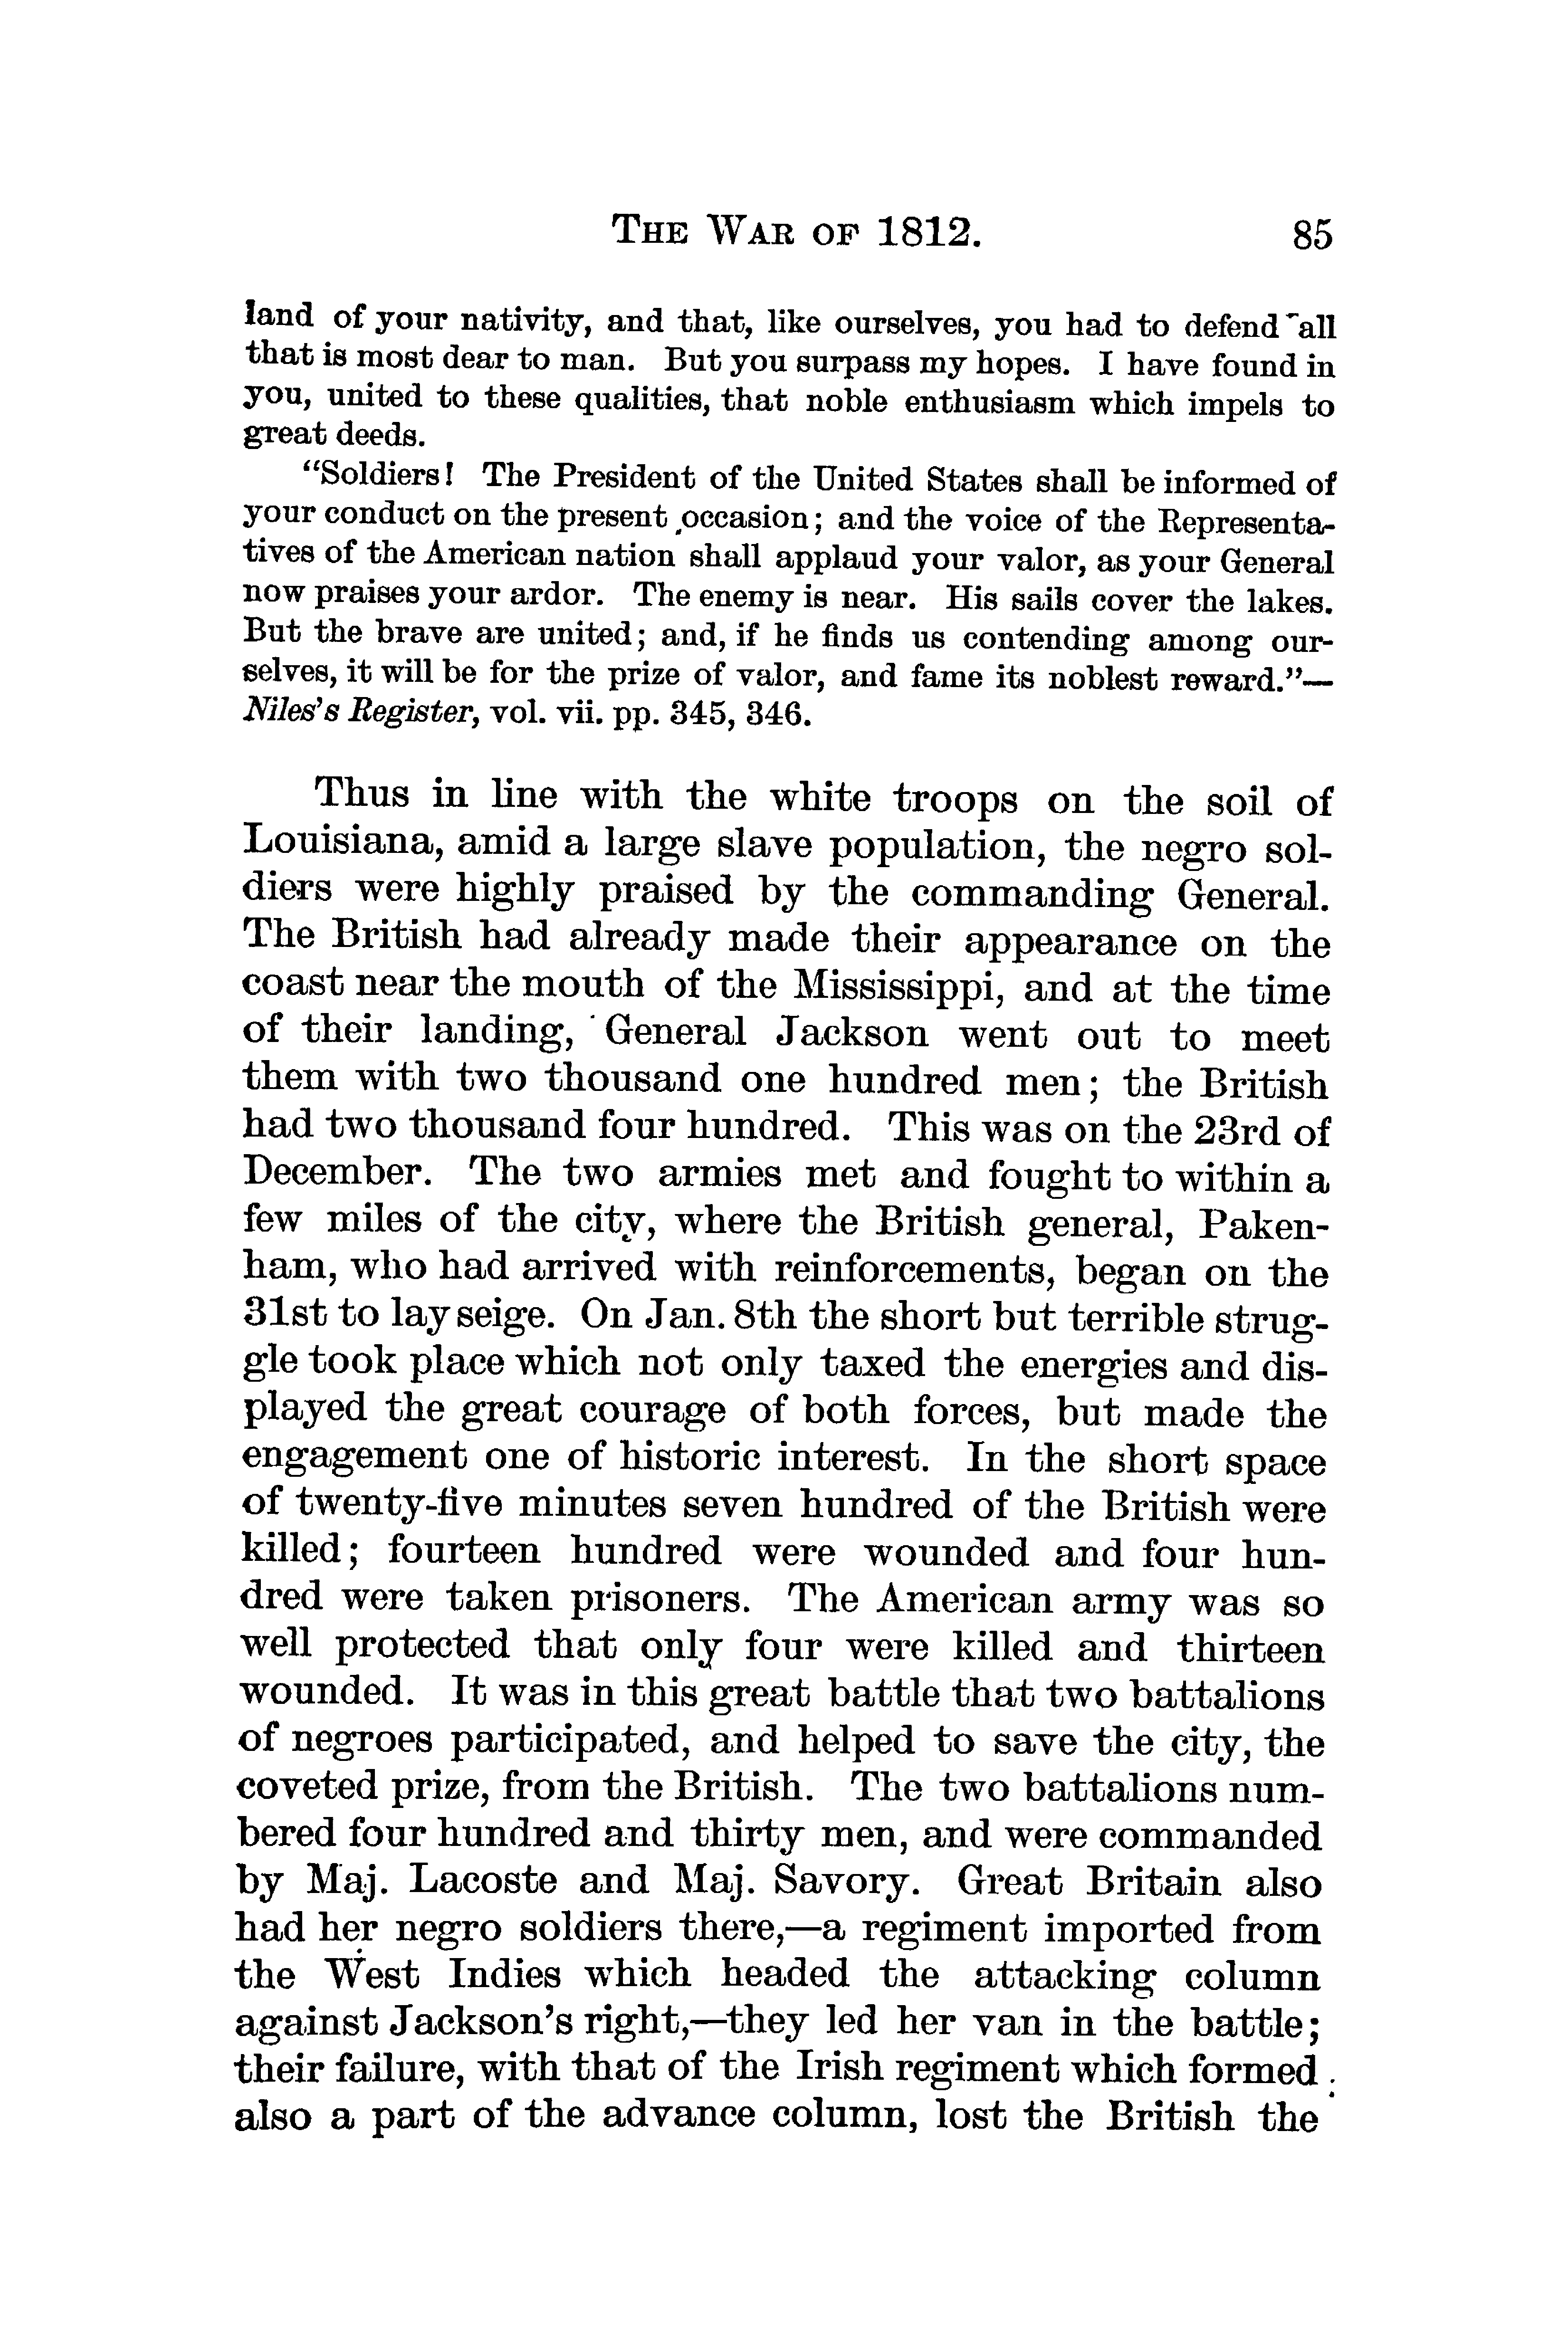 THE WAR OF 1812. 85
land of your nativity, and that, like ourselves, you had to defend all
that is most dear to man. But you surpass my hopes. I have found in
you, united to these qualities, that noble enthusiasm which impels to
great deeds.
“Soldiers! The President of the United States shall be informed of
your conduct on the present occasion; and the voice of the Representa-
tives of the American nation shall applaud your valor, as your General
now praises your ardor. The enemy is near. His sails cover the lakes.
But the brave are united; and, if he finds us contending among our-
selves, it will be for the prize of valor, and fame its noblest reward.”—
Niles’s Register, vol. vii. pp. 345, 346.
Thus in line with the white troops on the soil of
Louisiana, amid a large slave population, the negro sol-
diers were highly praised by the commanding General.
The British had already made their appearance on the
coast near the mouth of the Mississippi, and at the time
of their landing, General Jackson went out to meet
them with two thousand one hundred men; the British
had two thousand four hundred. This was on the 23rd of
December. The two armies met and fought to within a
few miles of the city, where the British general, Paken-
ham, who had arrived with reinforcements, began on the
31st to lay seige. On Jan. 8th the short but terrible strug-
gle took place which not only taxed the energies and dis-
played the great courage of both forces, but made the
engagement one of historic interest. In the short space
of twenty-five minutes seven hundred of the British were
killed; fourteen hundred were wounded and four hun-
dred were taken prisoners. The American army was so
well protected that only four were killed and thirteen
wounded. It was in this great battle that two battalions
of negroes participated, and helped to save the city, the
coveted prize, from the British. The two battalions num-
bered four hundred and thirty men, and were commanded
by Maj. Lacoste and Maj. Savory. Great Britain also
had her negro soldiers there,—a regiment imported from
the West Indies which headed the attacking column
against Jackson’s right,—they led her van in the battle;
their failure, with that of the Irish regiment which formed
also a part of the advance column, lost the British the